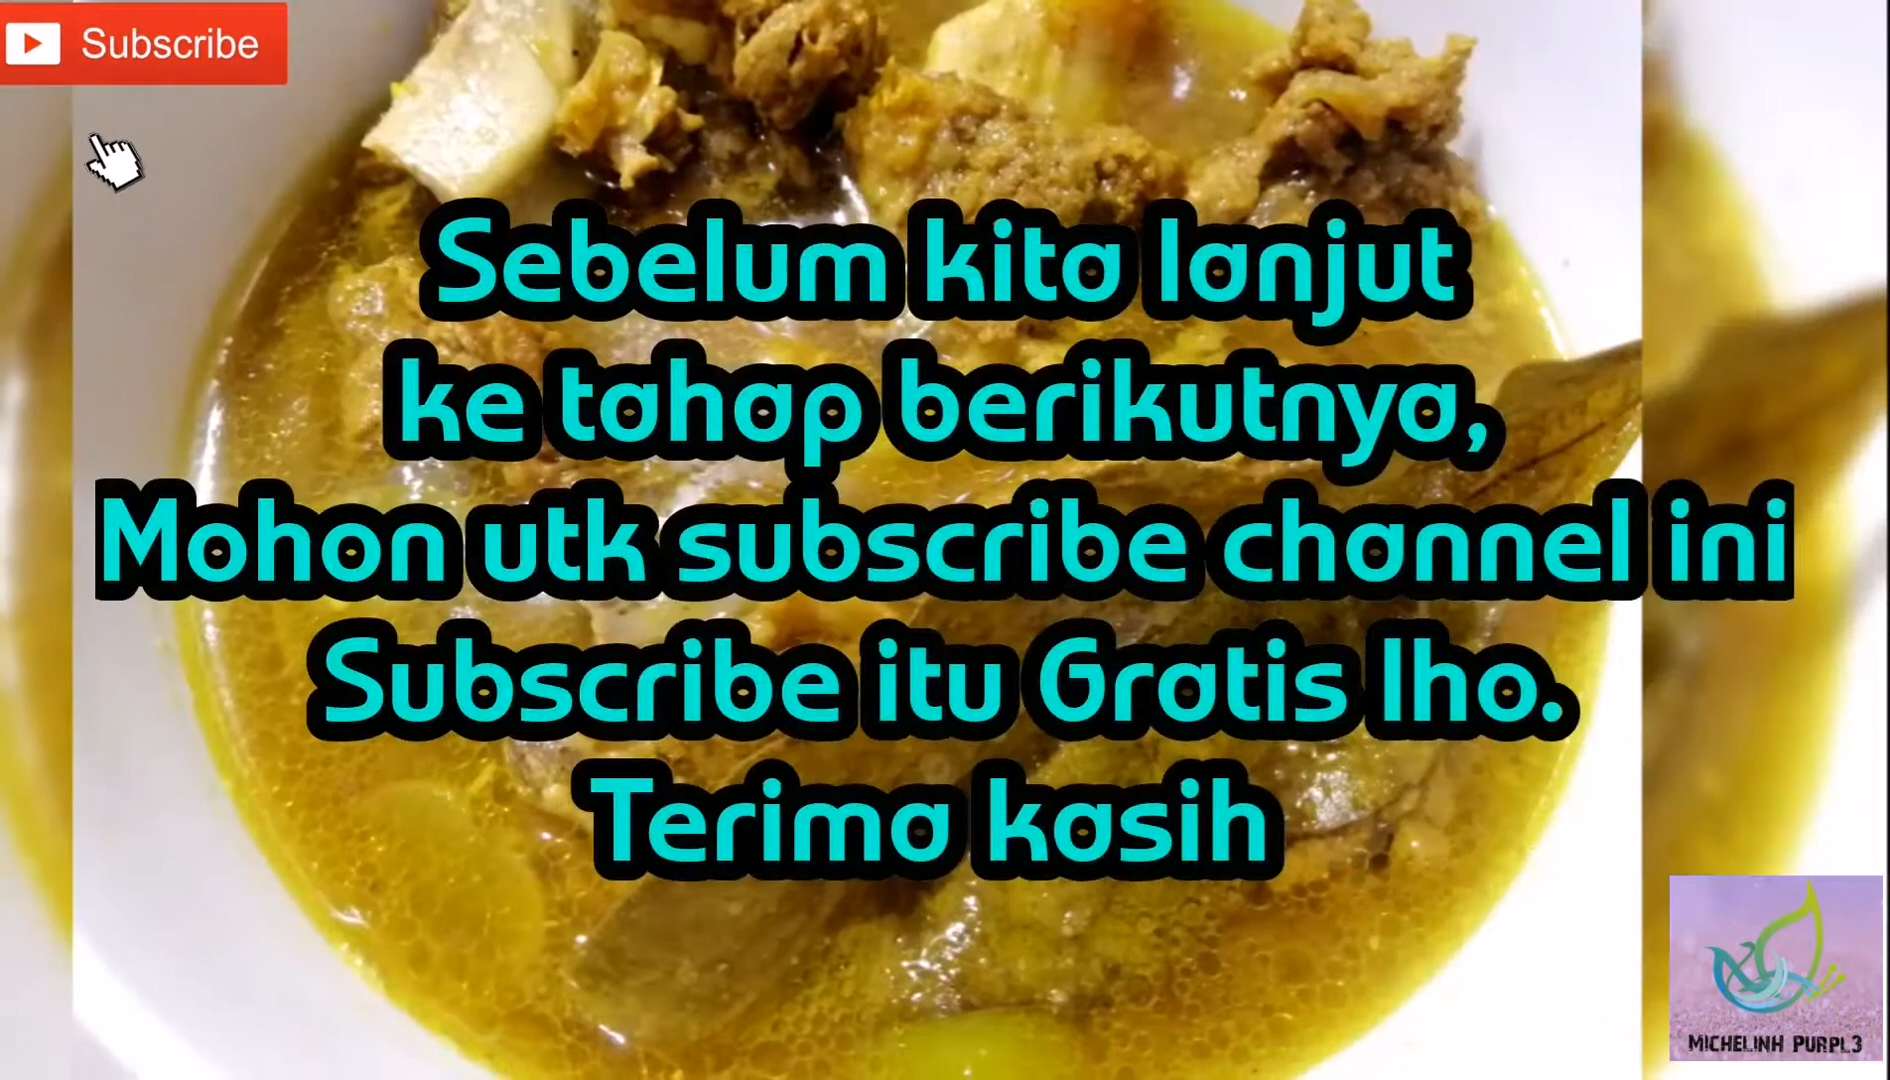 Subscribe
Sebelum kita lanjut
ke tahap berikutnya,
Mohon utk subscribe channel ini
Subscribe itu Gratis lho.
Terima kasih
MICHELINH PURPL3